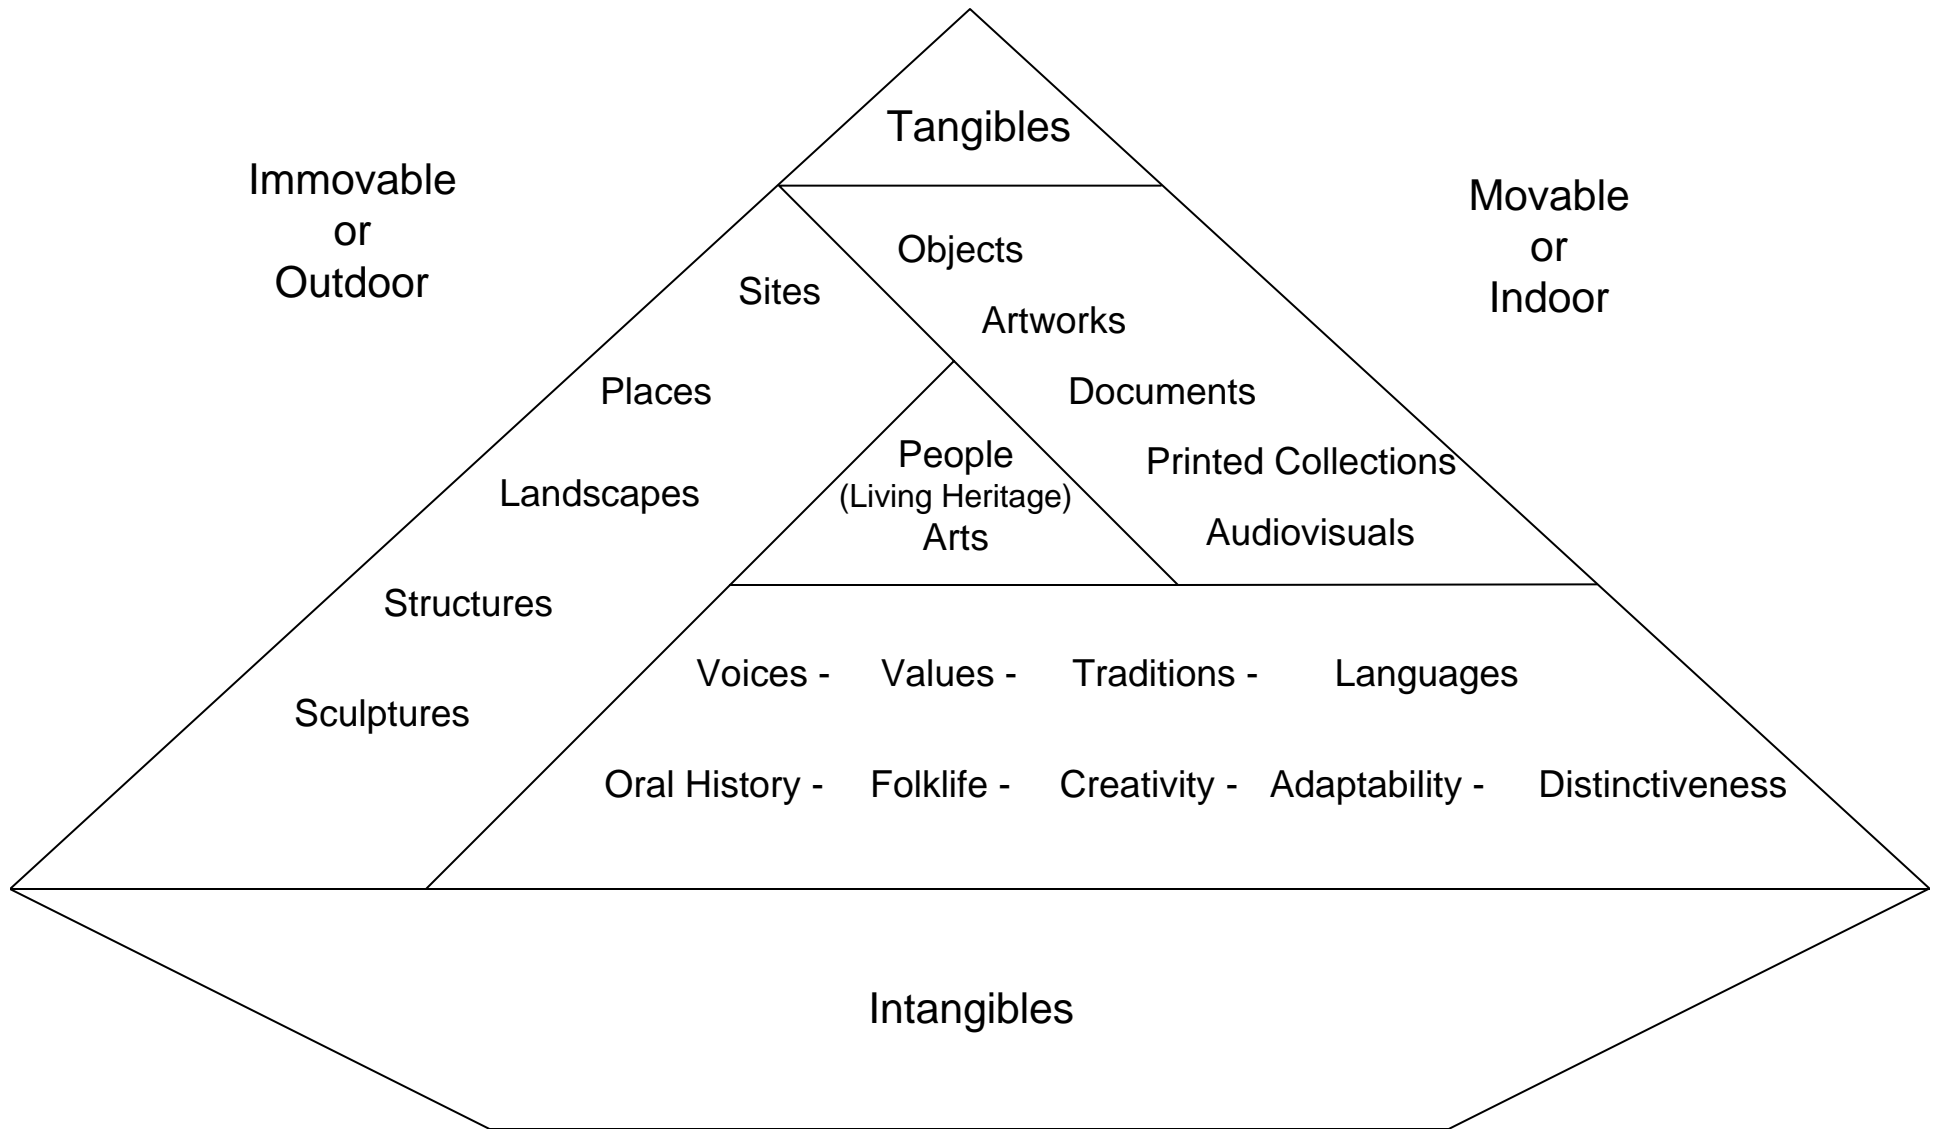 Tangibles
Immovable
or
Outdoor
Movable
or
Indoor
Objects
Sites
Artworks
Places
Documents
People
(Living Heritage)
Arts
Printed Collections
Landscapes
Audiovisuals
Structures
Voices - Values - Traditions - Languages
Sculptures
Oral History - Folklife - Creativity - Adaptability - Distinctiveness
Intangibles